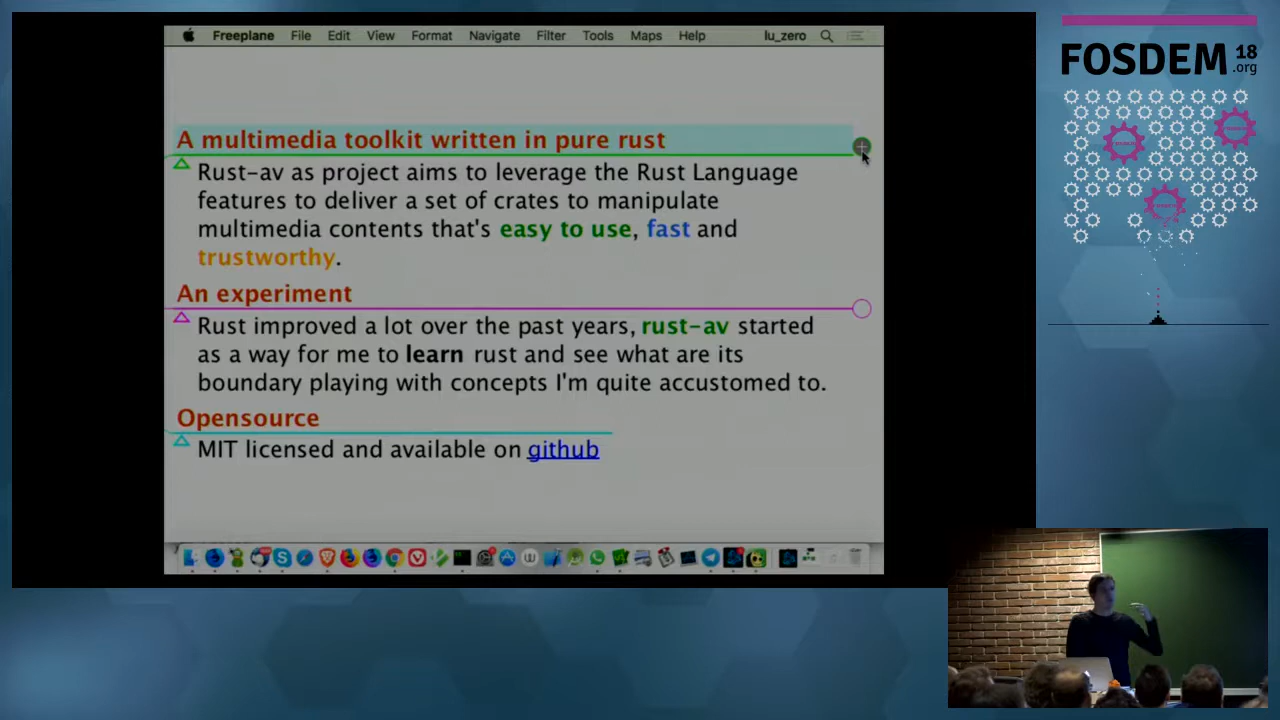 Freeplane File Edit View Format Navigate Filter Tools Maps Help lu_zero
A multimedia toolkit written in pure rust
Rust-av as project aims to leverage the Rust Language
features to deliver a set of crates to manipulate
multimedia contents that's easy to use, fast and
trustworthy.
An experiment
Rust improved a lot over the past years, rust-av started
as a way for me to learn rust and see what are its
boundary playing with concepts I'm quite accustomed to.
Opensource
MIT licensed and available on github
FOSDEM 18
.org